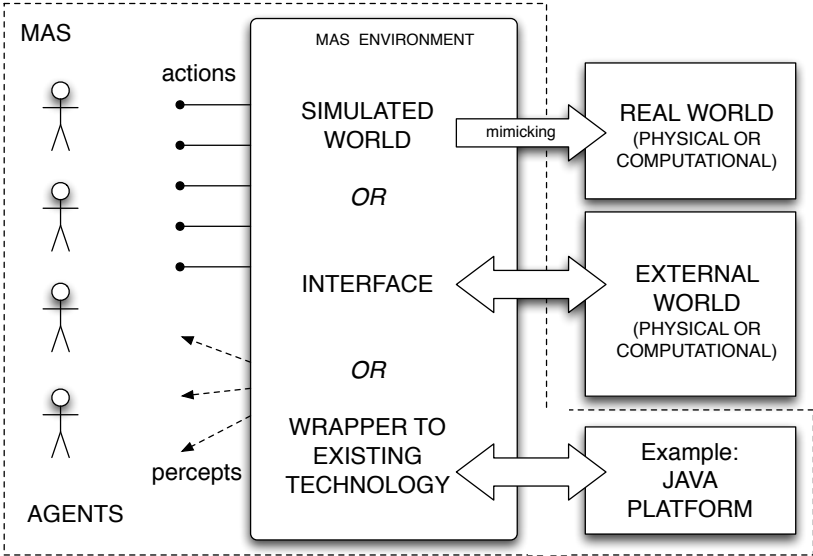 MAS
MAS ENVIRONMENT
actions
SIMULATED
WORLD
mimicking
REAL WORLD
(PHYSICAL OR
COMPUTATIONAL)
OR
INTERFACE
EXTERNAL
WORLD
(PHYSICAL OR
COMPUTATIONAL)
OR
WRAPPER TO
EXISTING
TECHNOLOGY
percepts
AGENTS
Example:
JAVA
PLATFORM